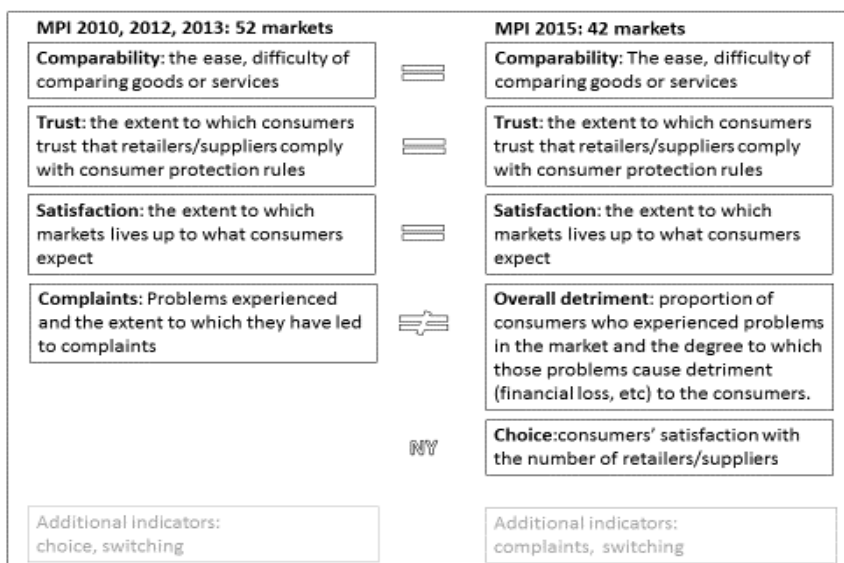 MPI 2010, 2012, 2013: 52 markets
Comparability: the ease, difficulty of
comparing goods or services
Trust: the extent to which consumers
trust that retailers/suppliers comply
with consumer protection rules
Satisfaction: the extent to which
markets lives up to what consumers
expect
Complaints: Problems experienced
and the extent to which they have led
to complaints
Additional indicators:
choice, switching
NY
MPI 2015: 42 markets
Comparability: The ease, difficulty of
comparing goods or services
Trust: the extent to which consumers
trust that retailers/suppliers comply
with consumer protection rules
Satisfaction: the extent to which
markets lives up to what consumers
expect
Overall detriment: proportion of
consumers who experienced problems
in the market and the degree to which
those problems cause detriment
(financial loss, etc) to the consumers.
Choice:consumers' satisfaction with
the number of retailers/suppliers
Additional indicators:
complaints, switching